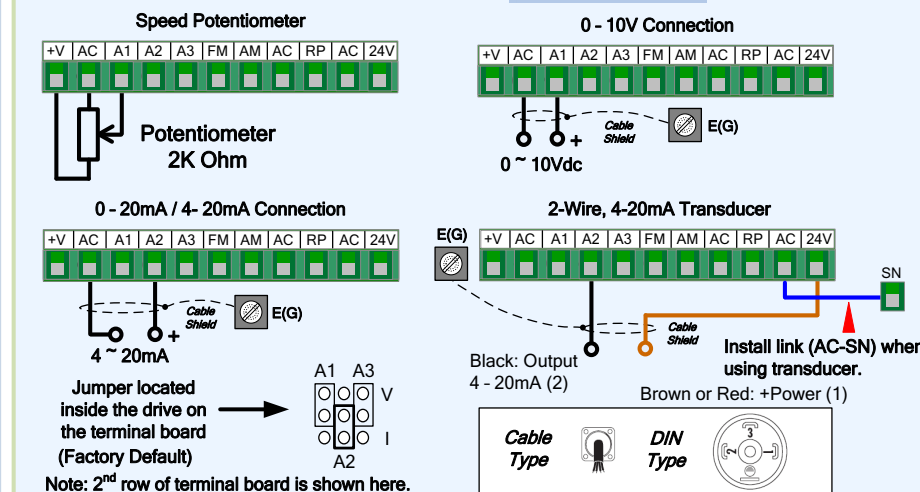 Speed Potentiometer
+V AC A1 A2 A3 FM AM AC RP AC 24V
Potentiometer
2K Ohm
0 - 10V Connection
+V AC A1 A2 A3 FM AM AC RP AC 24V
+
Cable
Shield
E(G)
0 ~ 10Vdc
0 - 20mA / 4- 20mA Connection
+V AC A1 A2 A3 FM AM AC RP AC 24V
+
Cable
Shield
E(G)
4 ~ 20mA
Jumper located
inside the drive on
the terminal board
(Factory Default)
A1 A3
V
I
A2
Note: 2nd row of terminal board is shown here.
2-Wire, 4-20mA Transducer
E(G)
+V AC A1 A2 A3 FM AM AC RP AC 24V
SN
Cable
Shield
Install link (AC-SN) when
using transducer.
Black: Output
4 - 20mA (2)
Brown or Red: +Power (1)
Cable
Type
DIN
Type
3
2
1